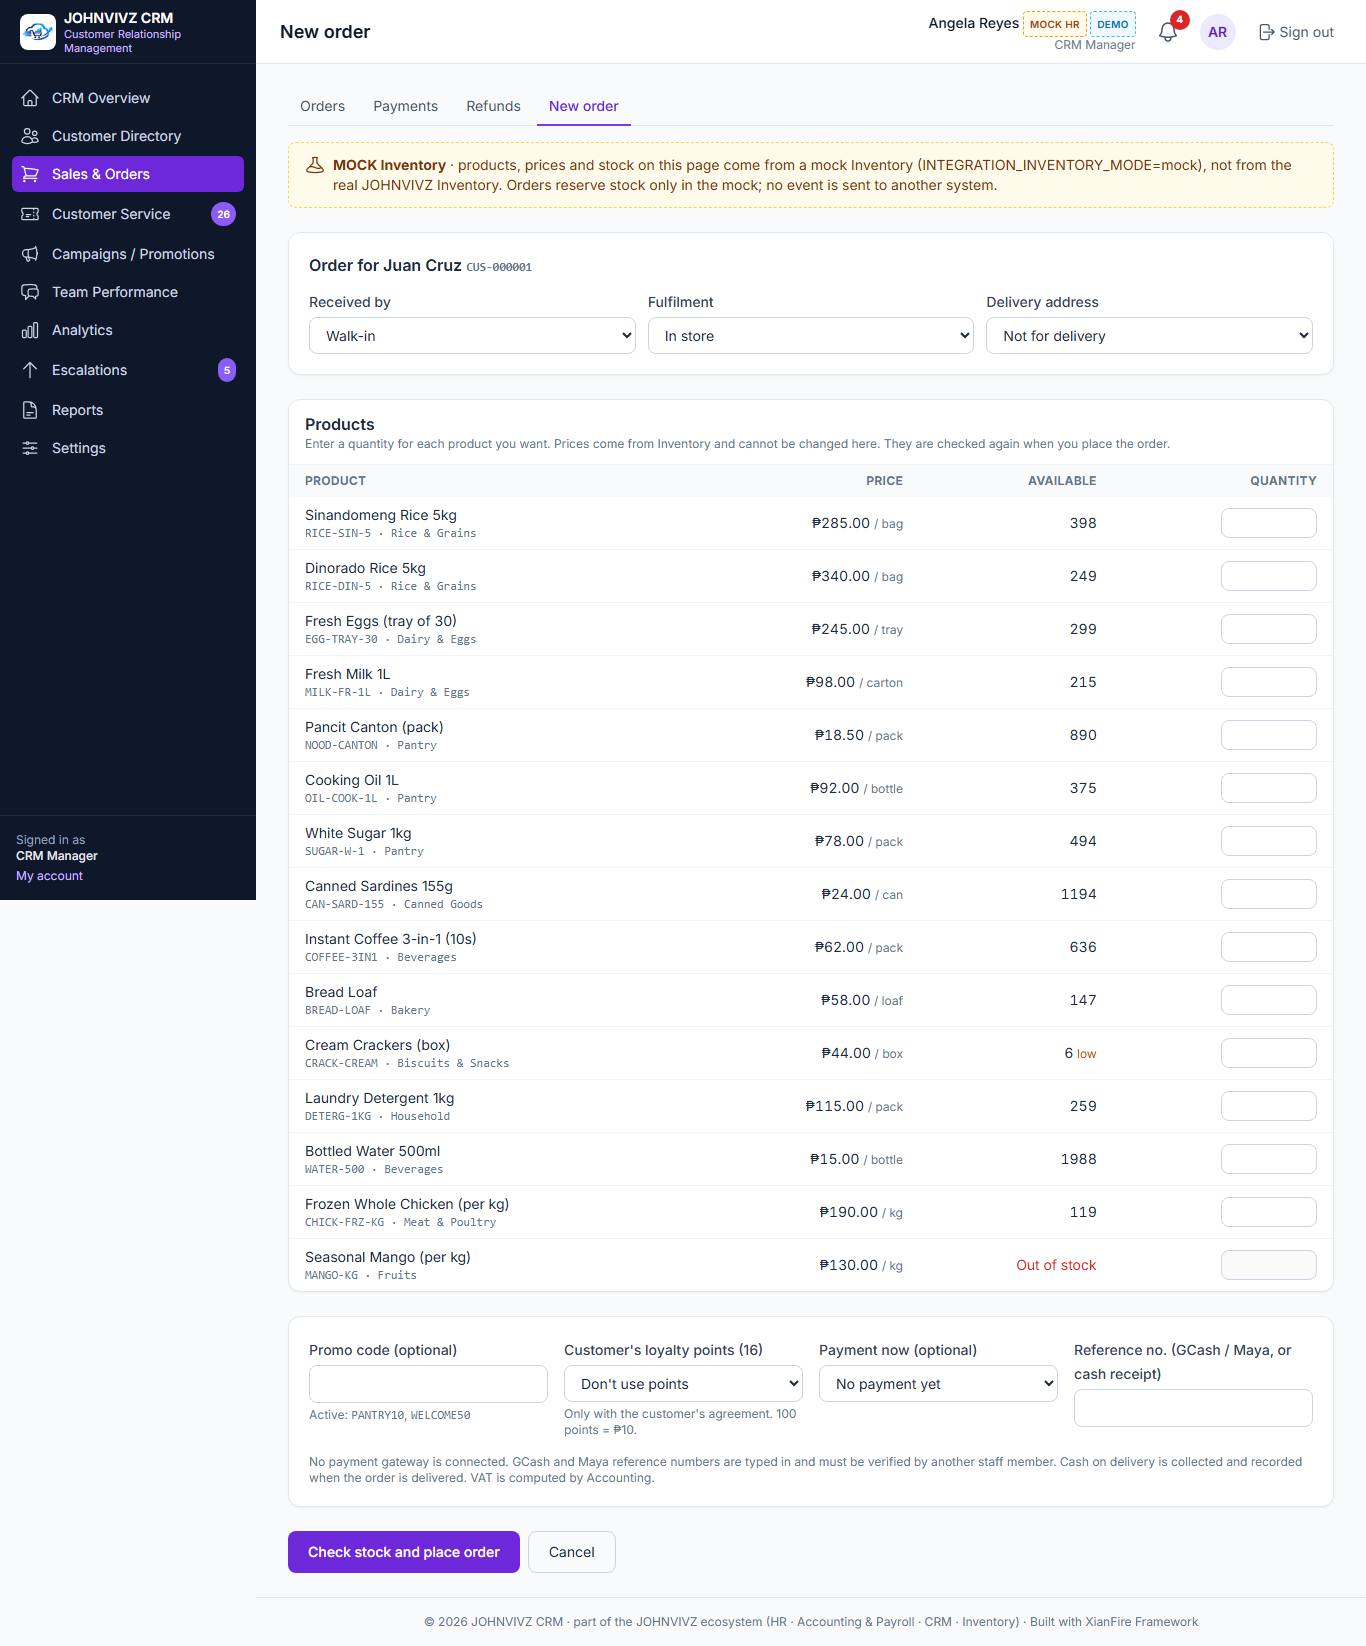 JOHNVIVZ CRM
Customer Relationship
Management
New order
Angela Reyes MOCK HR DEMO
CRM Manager
4
AR
Sign out
CRM Overview
Customer Directory
Sales & Orders
Customer Service 26
Campaigns / Promotions
Team Performance
Analytics
Escalations 5
Reports
Settings
Signed in as
CRM Manager
My account
Orders Payments Refunds New order
MOCK Inventory · products, prices and stock on this page come from a mock Inventory (INTEGRATION_INVENTORY_MODE=mock), not from the
real JOHNVIVZ Inventory. Orders reserve stock only in the mock; no event is sent to another system.
Order for Juan Cruz CUS-000001
Received by Fulfilment Delivery address
Walk-in In store Not for delivery
Products
Enter a quantity for each product you want. Prices come from Inventory and cannot be changed here. They are checked again when you place the order.
PRODUCT PRICE AVAILABLE QUANTITY
Sinandomeng Rice 5kg
RICE-SIN-5 · Rice & Grains
₱285.00 / bag 398
Dinorado Rice 5kg
RICE-DIN-5 · Rice & Grains
₱340.00 / bag 249
Fresh Eggs (tray of 30)
EGG-TRAY-30 · Dairy & Eggs
₱245.00 / tray 299
Fresh Milk 1L
MILK-FR-1L · Dairy & Eggs
₱98.00 / carton 215
Pancit Canton (pack)
NOOD-CANTON · Pantry
₱18.50 / pack 890
Cooking Oil 1L
OIL-COOK-1L · Pantry
₱92.00 / bottle 375
White Sugar 1kg
SUGAR-W-1 · Pantry
₱78.00 / pack 494
Canned Sardines 155g
CAN-SARD-155 · Canned Goods
₱24.00 / can 1194
Instant Coffee 3-in-1 (10s)
COFFEE-3IN1 · Beverages
₱62.00 / pack 636
Bread Loaf
BREAD-LOAF · Bakery
₱58.00 / loaf 147
Cream Crackers (box)
CRACK-CREAM · Biscuits & Snacks
₱44.00 / box 6 low
Laundry Detergent 1kg
DETERG-1KG · Household
₱115.00 / pack 259
Bottled Water 500ml
WATER-500 · Beverages
₱15.00 / bottle 1988
Frozen Whole Chicken (per kg)
CHICK-FRZ-KG · Meat & Poultry
₱190.00 / kg 119
Seasonal Mango (per kg)
MANGO-KG · Fruits
₱130.00 / kg Out of stock
Promo code (optional)
Active: PANTRY10, WELCOME50
Customer's loyalty points (16)
Don't use points
Only with the customer's agreement. 100
points = ₱10.
Payment now (optional)
No payment yet
Reference no. (GCash / Maya, or
cash receipt)
No payment gateway is connected. GCash and Maya reference numbers are typed in and must be verified by another staff member. Cash on delivery is collected and recorded
when the order is delivered. VAT is computed by Accounting.
Check stock and place order Cancel
© 2026 JOHNVIVZ CRM · part of the JOHNVIVZ ecosystem (HR · Accounting & Payroll · CRM · Inventory) · Built with XianFire Framework